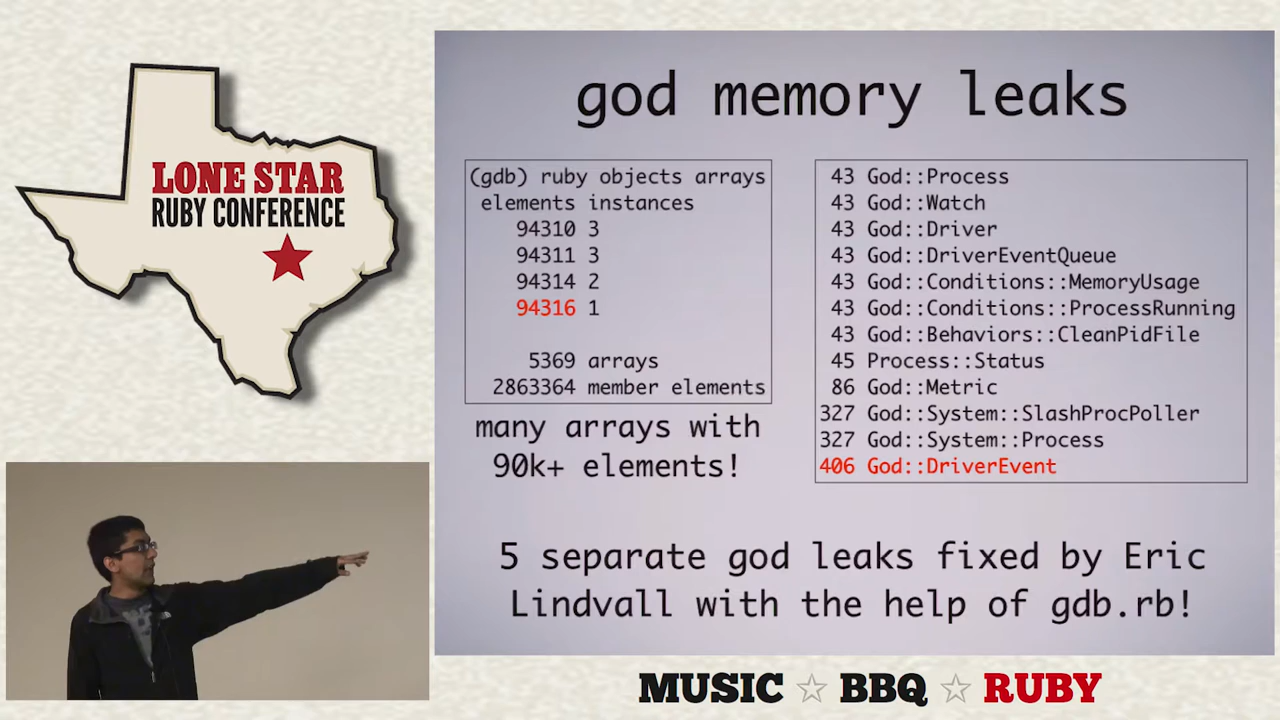 LONE STAR
RUBY CONFERENCE
god memory leaks
(gdb) ruby objects arrays
elements instances
94310 3
94311 3
94314 2
94316 1
5369 arrays
2863364 member elements
many arrays with
90k+ elements!
43 God::Process
43 God::Watch
43 God::Driver
43 God::DriverEventQueue
43 God::Conditions::MemoryUsage
43 God::Conditions::ProcessRunning
43 God::Behaviors::CleanPidFile
45 Process::Status
86 God::Metric
327 God::System::SlashProcPoller
327 God::System::Process
406 God::DriverEvent
5 separate god leaks fixed by Eric
Lindvall with the help of gdb.rb!
MUSIC ☆ BBQ ☆ RUBY